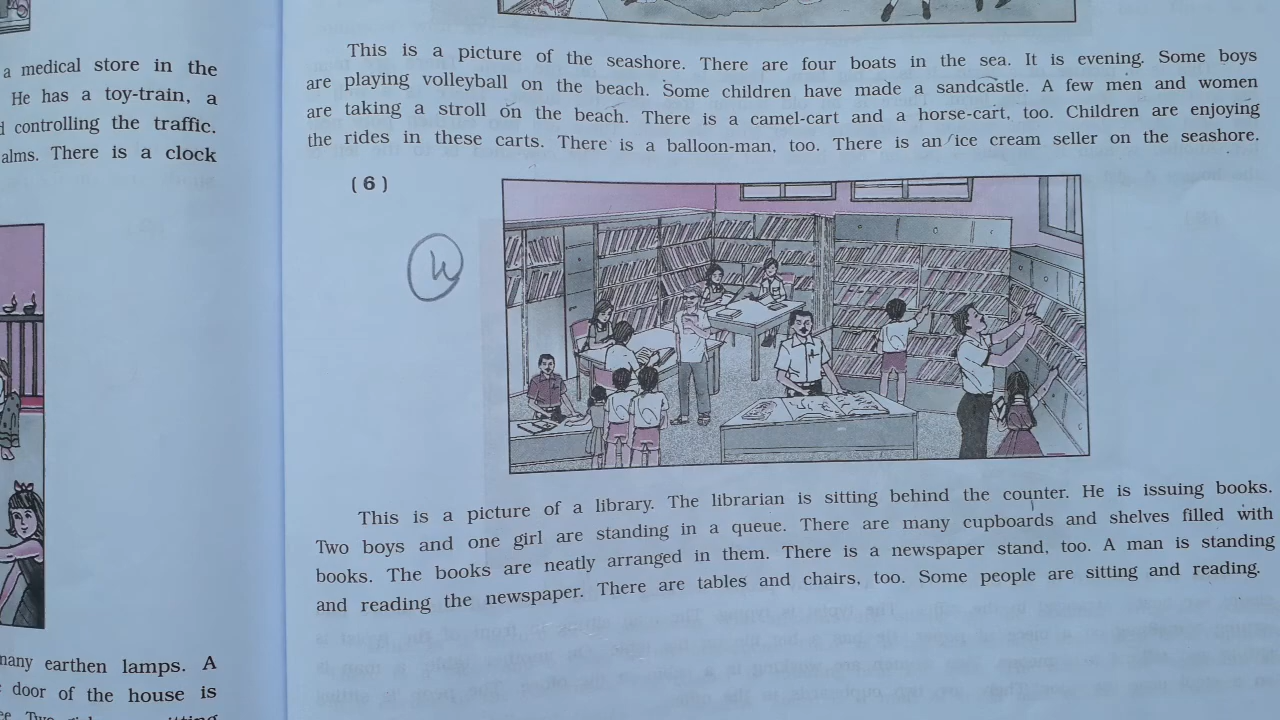 a medical store in the
He has a toy-train, a
controlling the traffic.
alms. There is a clock
many earthen lamps. A
door of the house is
This is a picture of the seashore. There are four boats in the sea. It is evening. Some boys
are playing volleyball on the beach. Some children have made a sandcastle. A few men and women
are taking a stroll on the beach. There is a camel-cart and a horse-cart, too. Children are enjoying
the rides in these carts. There is a balloon-man, too. There is an ice cream seller on the seashore.
(6)
This is a picture of a library. The librarian is sitting behind the counter. He is issuing books.
Two boys and one girl are standing in a queue. There are many cupboards and shelves filled with
books. The books are neatly arranged in them. There is a newspaper stand, too. A man is standing
and reading the newspaper. There are tables and chairs, too. Some people are sitting and reading.